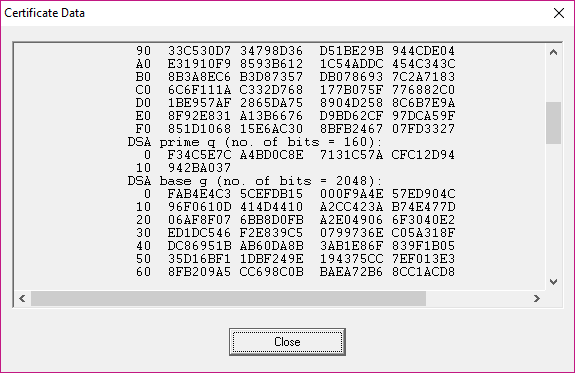 Certificate Data
90 33C530D7 34798D36 D51BE29B 944CDE04
A0 E31910F9 8593B612 1C54ADDC 454C343C
B0 8B3A8EC6 B3D87357 DB078693 7C2A7183
C0 6C6F111A C332D768 177B075F 776882C0
D0 1BE957AF 2865DA75 8904D258 8C6B7E9A
E0 8F92E831 A13B6676 D9BD62CF 97DCA59F
F0 851D1068 15E6AC30 8BFB2467 07FD3327
DSA prime q (no. of bits = 160):
0 F34C5E7C A4BD0C8E 7131C57A CFC12D94
10 942BA037
DSA base g (no. of bits = 2048):
0 FAB4E4C3 5CEFDB15 000F9A4E 57ED904C
10 96F0610D 414D4410 A2CC423A B74E477D
20 06AF8F07 6BB8D0FB A2E04906 6F3040E2
30 ED1DC546 F2E839C5 0799736E C05A318F
40 DC86951B AB60DA8B 3AB1E86F 839F1B05
50 35D16BF1 1DBF249E 194375CC 7EF013E3
60 8FB209A5 CC698C0B BAEA72B6 8CC1ACD8
Close